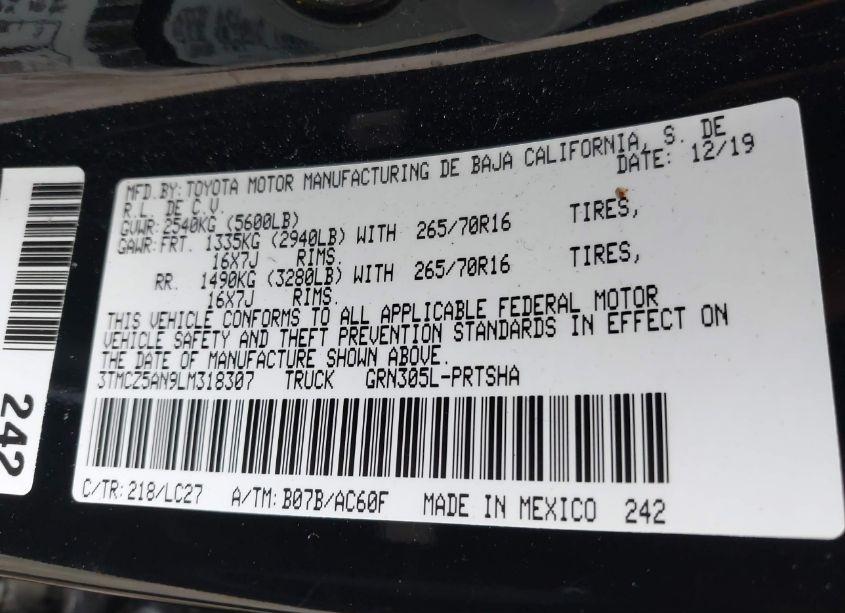 MFD.BY:TOYOTA MOTOR MANUFACTURING DE BAJA CALIFORNIA, S. DE
R.L. DE C.V. DATE: 12/19
GVWR:2540KG (5600LB)
GAWR:FRT. 1335KG (2940LB) WITH 265/70R16 TIRES,
16X7J RIMS.
RR. 1490KG (3280LB) WITH 265/70R16 TIRES,
16X7J RIMS.
THIS VEHICLE CONFORMS TO ALL APPLICABLE FEDERAL MOTOR
VEHICLE SAFETY AND THEFT PREVENTION STANDARDS IN EFFECT ON
THE DATE OF MANUFACTURE SHOWN ABOVE.
3TMCZ5AN9LM318307 TRUCK GRN305L-PRTSHA
C/TR:218/LC27 A/TM:B07B/AC60F MADE IN MEXICO 242
242